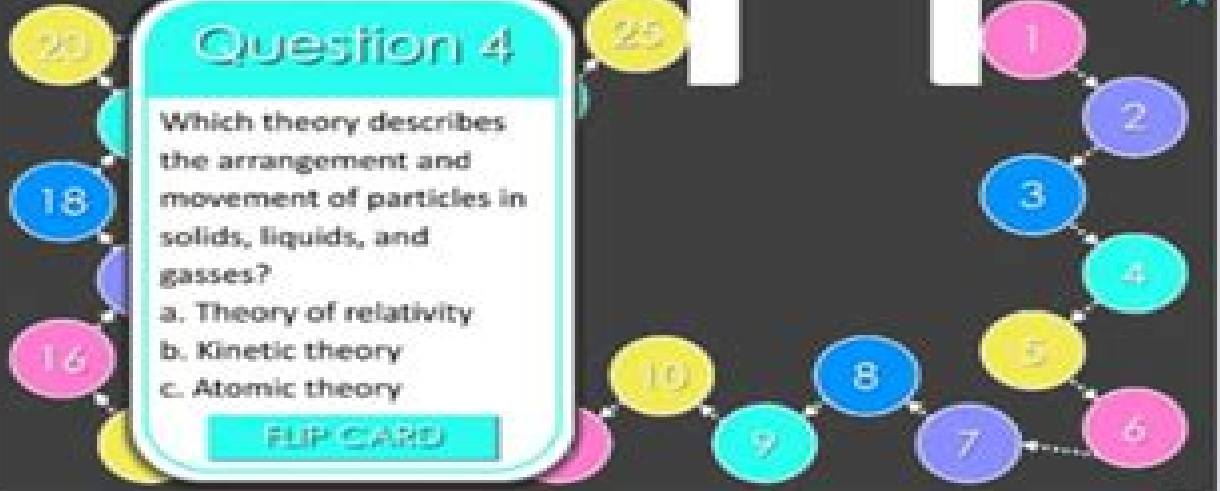 Question 4
Which theory describes
the arrangement and
movement of particles in
solids, liquids, and
gasses?
a. Theory of relativity
b. Kinetic theory
c. Atomic theory
FLIP CARD
20
18
16
25
1
2
3
4
5
6
7
8
9
10